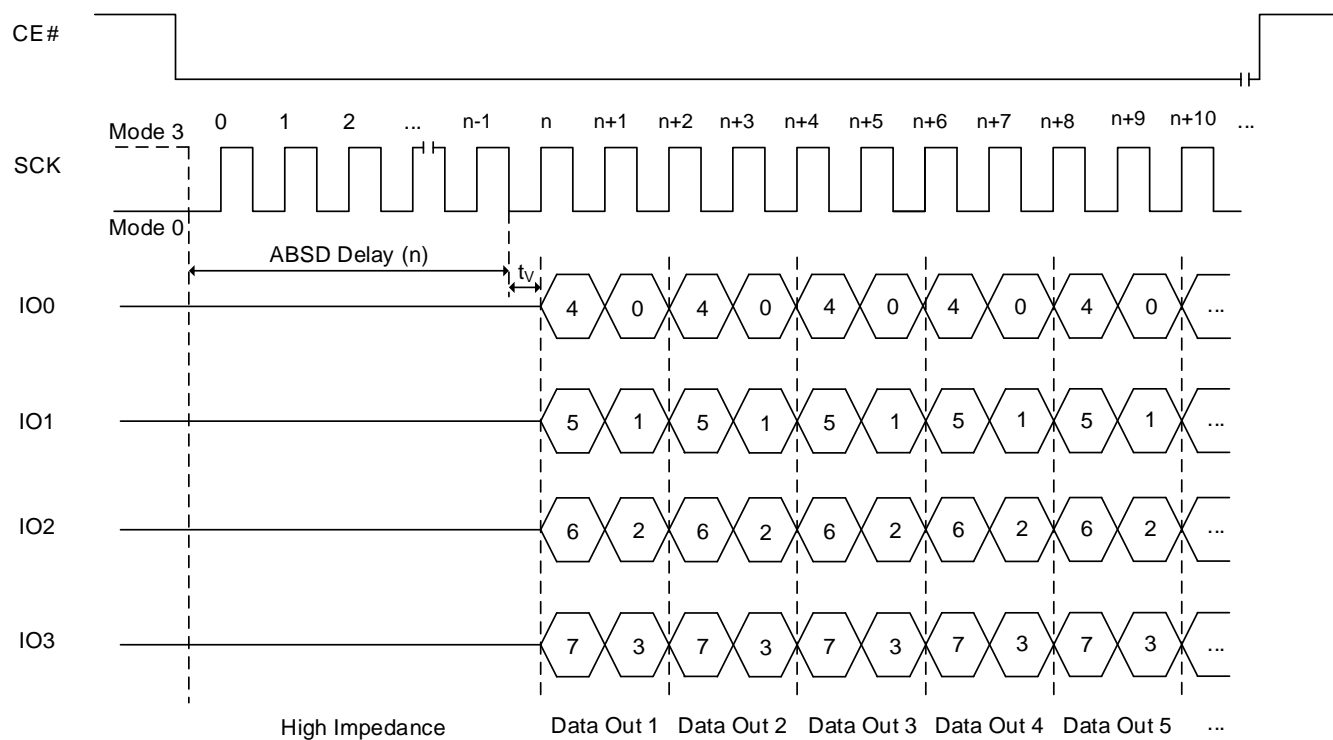 CE#
Mode 3 0 1 2 ... n-1 n n+1 n+2 n+3 n+4 n+5 n+6 n+7 n+8 n+9 n+10 ...
SCK
Mode 0
ABSD Delay (n)
tV
IO0 4 0 4 0 4 0 4 0 4 0 ...
IO1 5 1 5 1 5 1 5 1 5 1 ...
IO2 6 2 6 2 6 2 6 2 6 2 ...
IO3 7 3 7 3 7 3 7 3 7 3 ...
High Impedance Data Out 1 Data Out 2 Data Out 3 Data Out 4 Data Out 5 ...